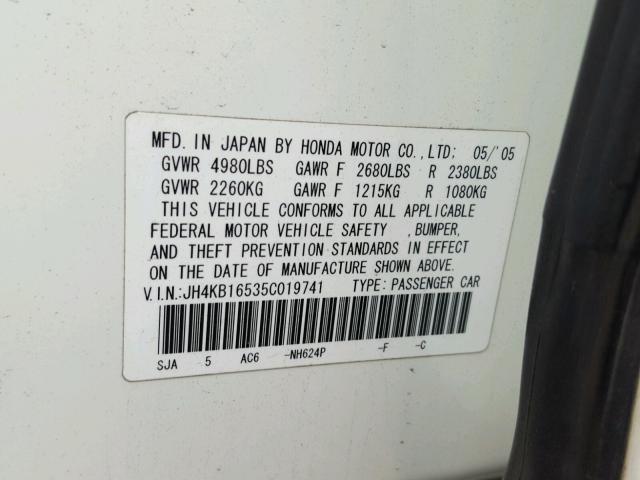 MFD. IN JAPAN BY HONDA MOTOR CO., LTD; 05/'05
GVWR 4980LBS GAWR F 2680LBS R 2380LBS
GVWR 2260KG GAWR F 1215KG R 1080KG
THIS VEHICLE CONFORMS TO ALL APPLICABLE
FEDERAL MOTOR VEHICLE SAFETY ,BUMPER,
AND THEFT PREVENTION STANDARDS IN EFFECT
ON THE DATE OF MANUFACTURE SHOWN ABOVE.
V.I.N.:JH4KB16535C019741 TYPE: PASSENGER CAR
SJA 5 AC6 -NH624P -F -C